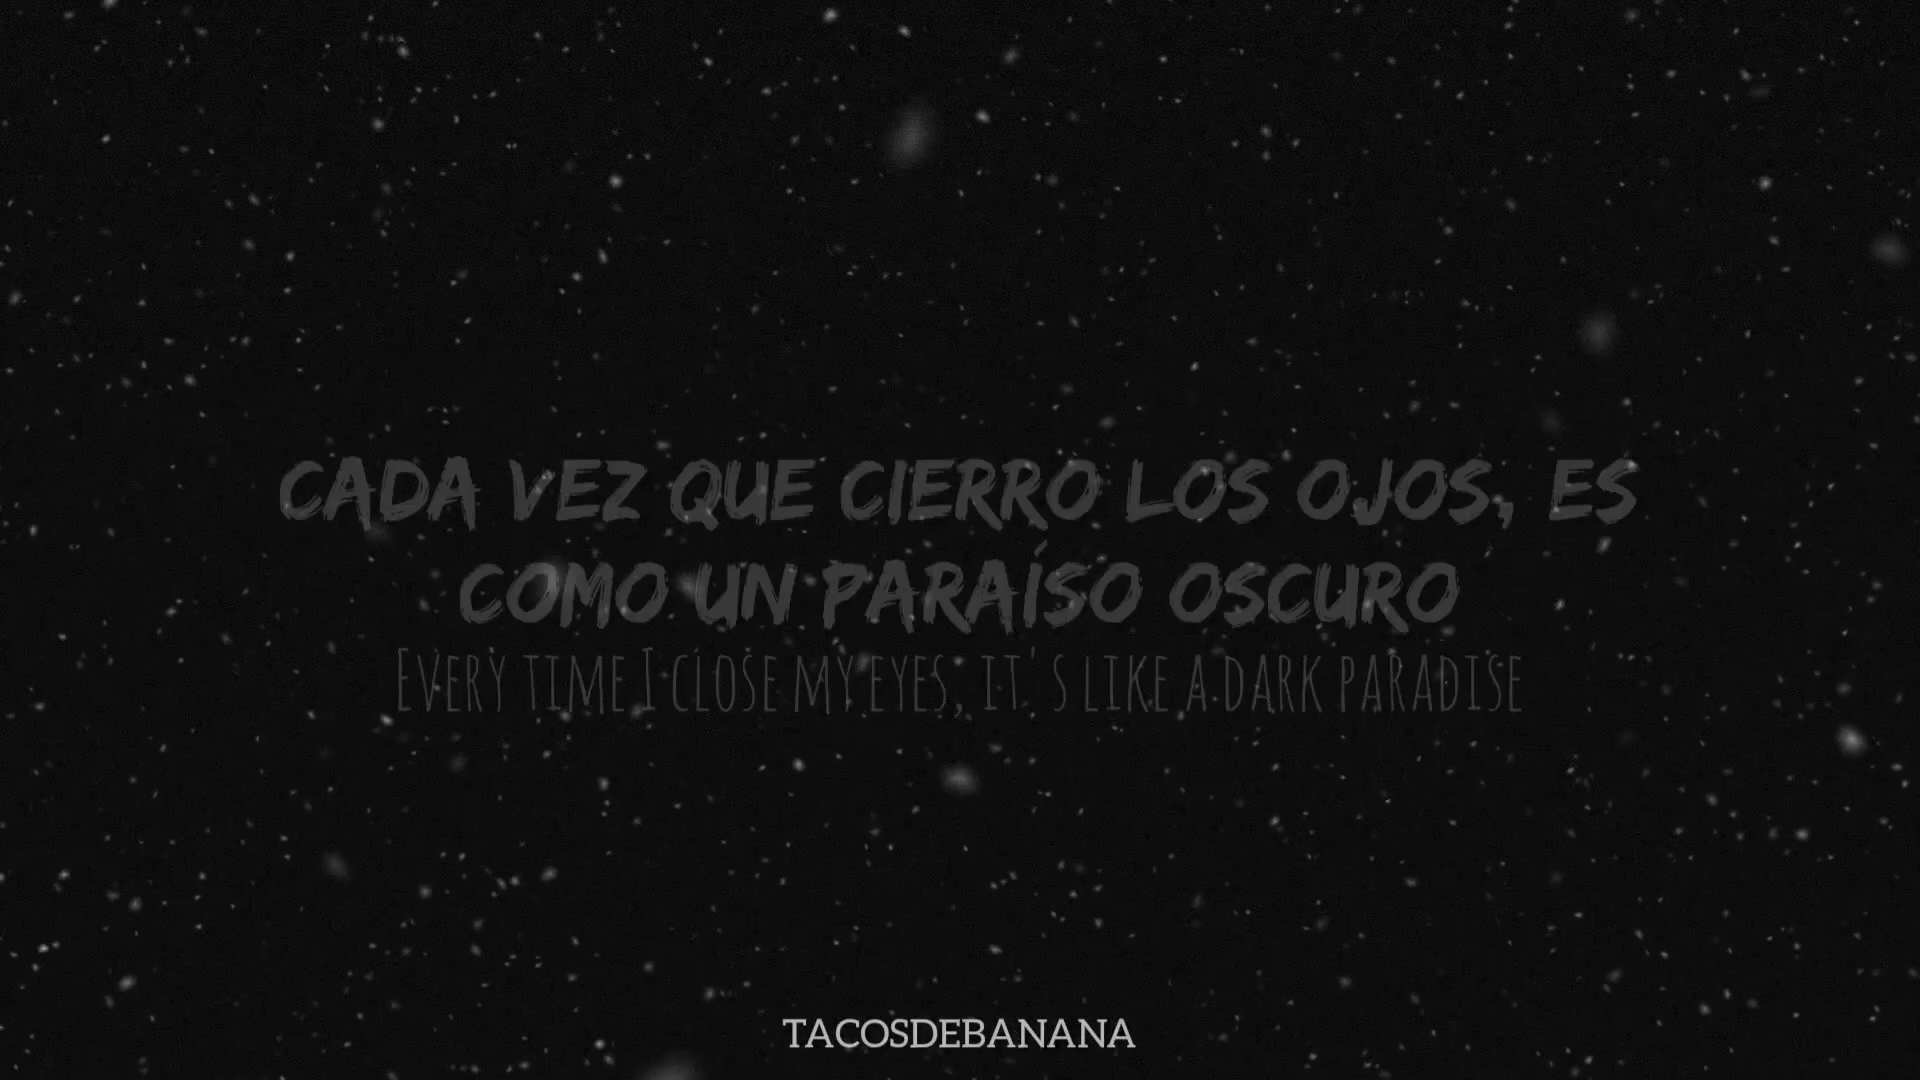 CADA VEZ QUE CIERRO LOS OJOS, ES
COMO UN PARAÍSO OSCURO
EVERY TIME I CLOSE MY EYES, IT'S LIKE A DARK PARADISE
TACOSDEBANANA